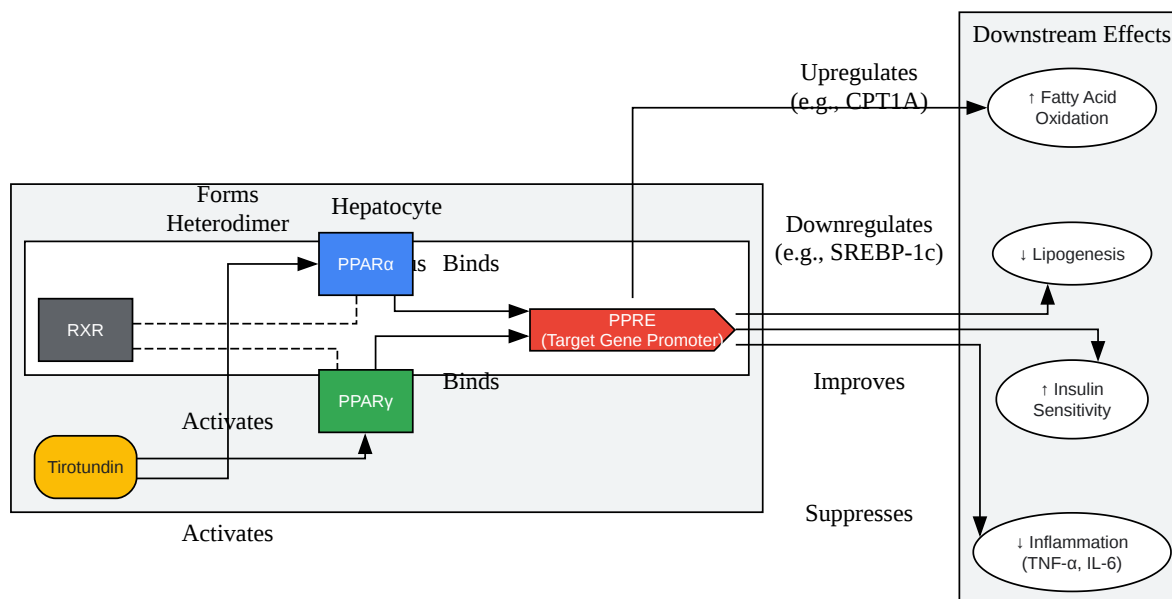 Downstream Effects
Upregulates
(e.g., CPT1A)
↑ Fatty Acid
Oxidation
Forms
Heterodimer
Hepatocyte
Downregulates
(e.g., SREBP-1c)
↓ Lipogenesis
PPARα
Binds
RXR
PPRE
(Target Gene Promoter)
Binds
Improves
↑ Insulin
Sensitivity
PPARγ
Activates
Tirotundin
Suppresses
Activates
↓ Inflammation
(TNF-α, IL-6)